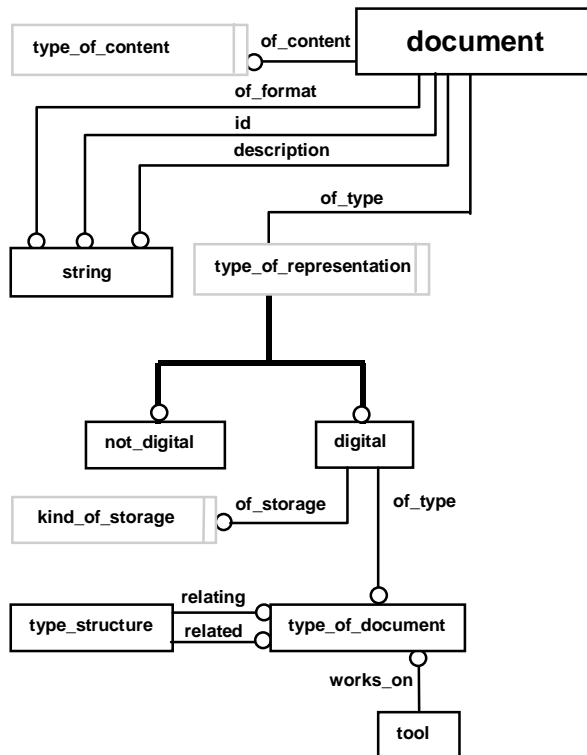 document
of_content
type_of_content
of_format
id
description
of_type
string
type_of_representation
not_digital
digital
of_storage
of_type
kind_of_storage
relating
type_structure
type_of_document
related
works_on
tool